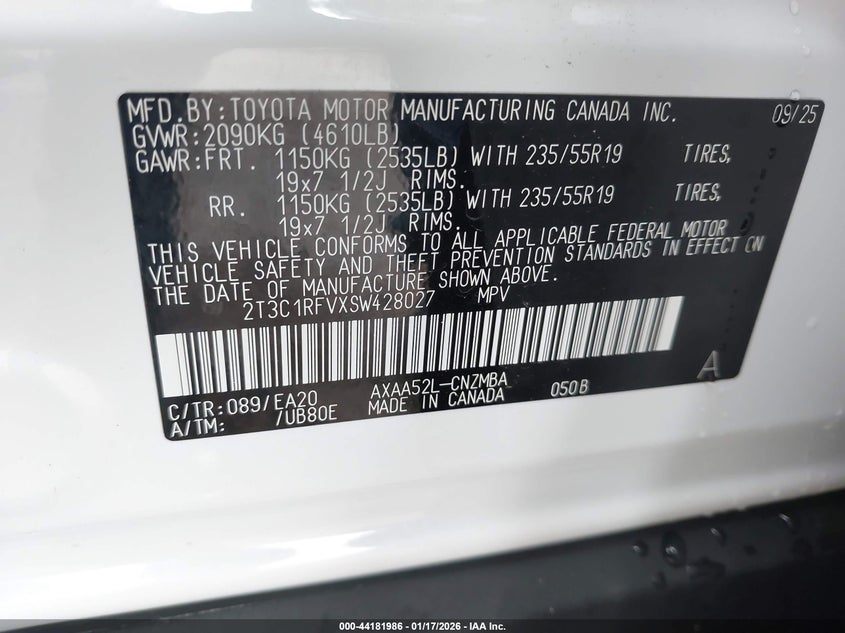 MFD.BY:TOYOTA MOTOR MANUFACTURING CANADA INC. 09/25
GVWR:2090KG (4610LB)
GAWR:FRT. 1150KG (2535LB) WITH 235/55R19 TIRES,
19x7 1/2J RIMS.
RR. 1150KG (2535LB) WITH 235/55R19 TIRES,
19x7 1/2J RIMS.
THIS VEHICLE CONFORMS TO ALL APPLICABLE FEDERAL MOTOR
VEHICLE SAFETY AND THEFT PREVENTION STANDARDS IN EFFECT ON
THE DATE OF MANUFACTURE SHOWN ABOVE.
2T3C1RFVXSW428027 MPV
A
C/TR:089/EA20 AXAA52L-CNZMBA 050B
A/TM: /UB80E MADE IN CANADA
000-44181986 - 01/17/2026 - IAA Inc.